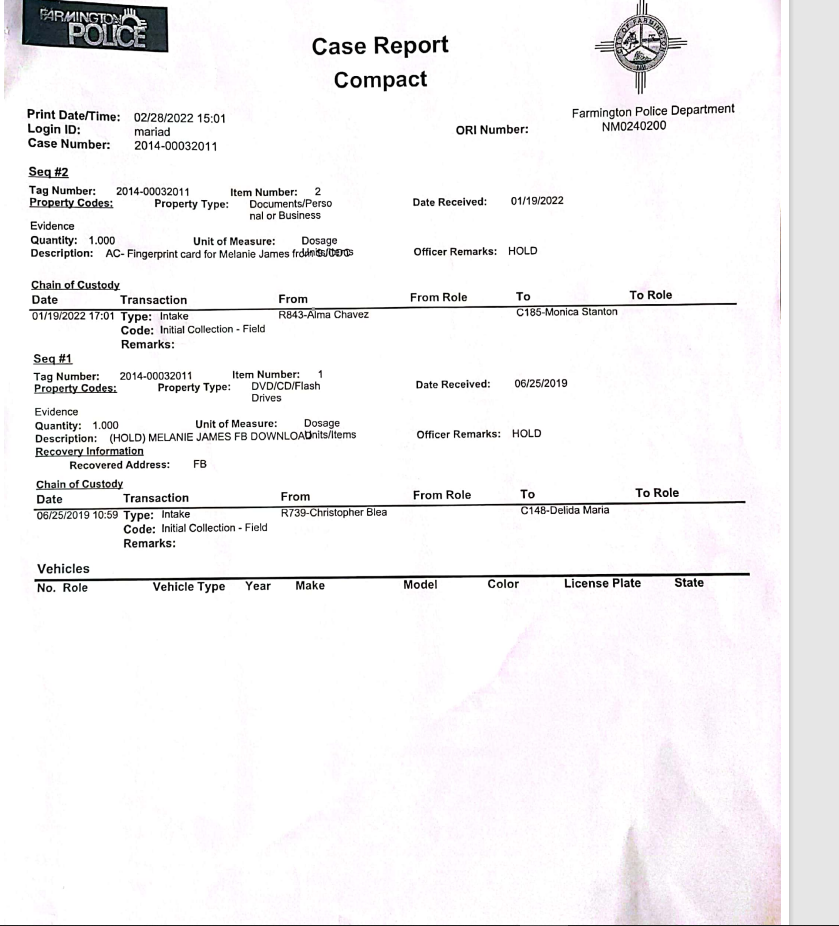 FARMINGTON
POLICE
Case Report
Compact
CITY OF FARMINGTON
Print Date/Time: 02/28/2022 15:01
Login ID: mariad
Case Number: 2014-00032011
ORI Number:
Farmington Police Department
NM0240200
Seq #2
Tag Number: 2014-00032011 Item Number: 2
Property Codes: Property Type: Documents/Perso Date Received: 01/19/2022
nal or Business
Evidence
Quantity: 1.000 Unit of Measure: Dosage
Description: AC- Fingerprint card for Melanie James Units/Items Officer Remarks: HOLD
Chain of Custody
Date Transaction From From Role To To Role
01/19/2022 17:01 Type: Intake R843-Alma Chavez C185-Monica Stanton
Code: Initial Collection - Field
Remarks:
Seq #1
Tag Number: 2014-00032011 Item Number: 1
Property Codes: Property Type: DVD/CD/Flash Date Received: 06/25/2019
Drives
Evidence
Quantity: 1.000 Unit of Measure: Dosage
Description: (HOLD) MELANIE JAMES FB DOWNLOAD Units/Items Officer Remarks: HOLD
Recovery Information
Recovered Address: FB
Chain of Custody
Date Transaction From From Role To To Role
06/25/2019 10:59 Type: Intake R739-Christopher Blea C148-Delida Maria
Code: Initial Collection - Field
Remarks:
Vehicles
No. Role Vehicle Type Year Make Model Color License Plate State